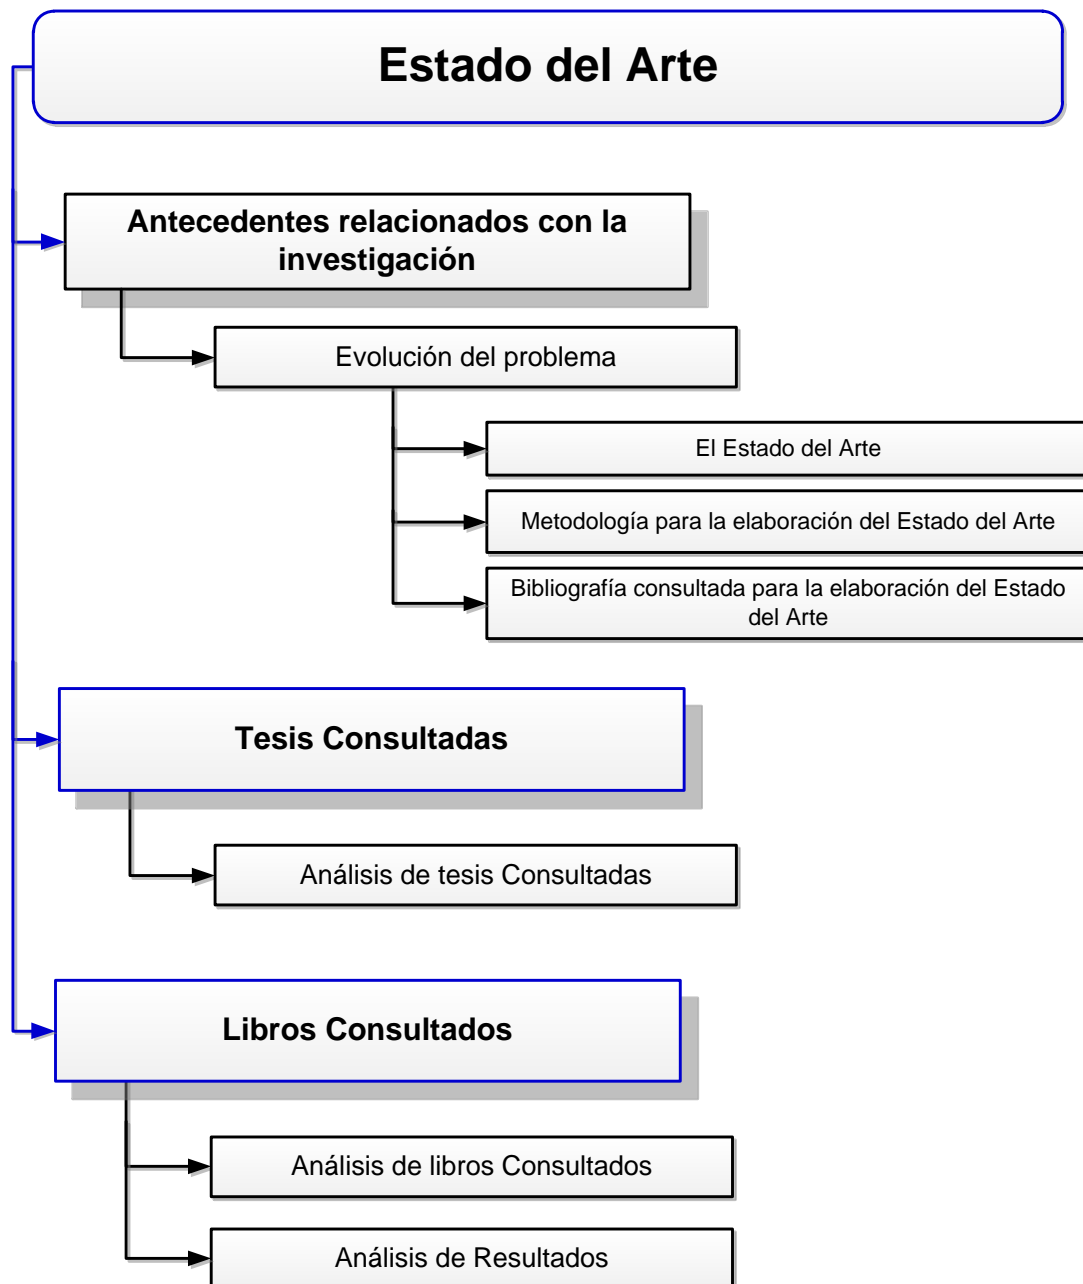 Estado del Arte
Antecedentes relacionados con la
investigación
Evolución del problema
El Estado del Arte
Metodología para la elaboración del Estado del Arte
Bibliografía consultada para la elaboración del Estado
del Arte
Tesis Consultadas
Análisis de tesis Consultadas
Libros Consultados
Análisis de libros Consultados
Análisis de Resultados